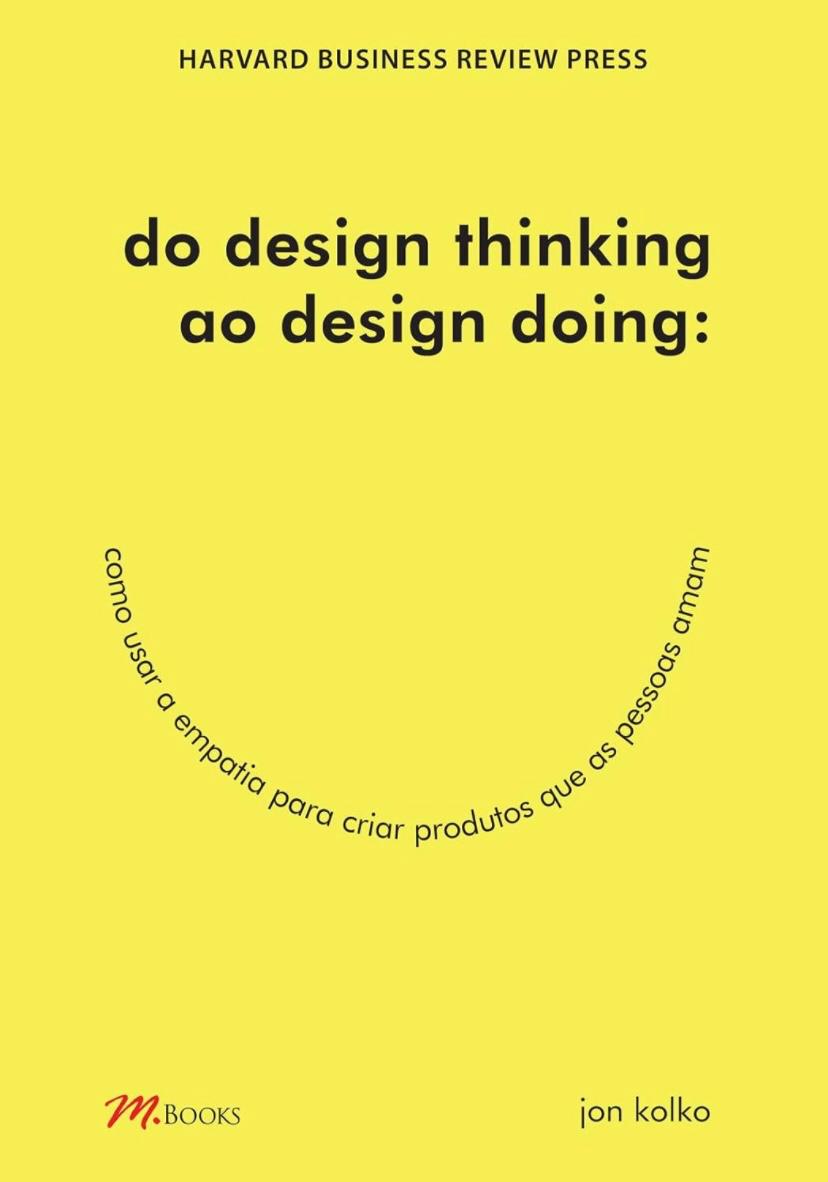 HARVARD BUSINESS REVIEW PRESS
do design thinking
ao design doing:
como usar a empatia para criar produtos que as pessoas amam
M.BOOKS
jon kolko